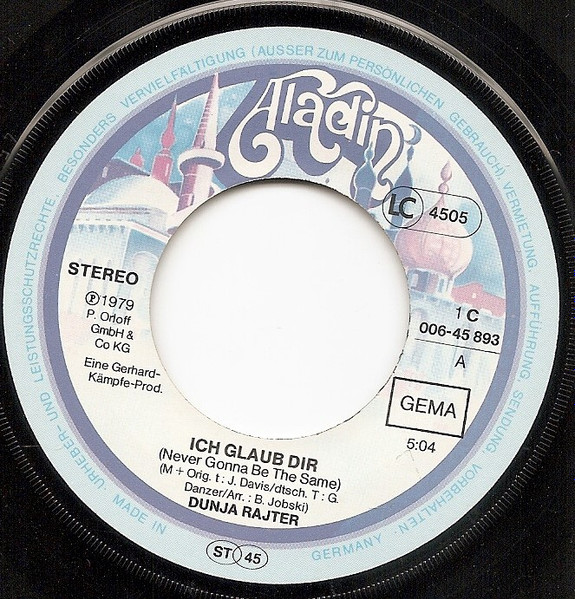 URHEBER- UND LEISTUNGSSCHUTZRECHTE, BESONDERS VERVIELFÄLTIGUNG (AUSSER ZUM PERSÖNLICHEN GEBRAUCH), VERMIETUNG, AUFFÜHRUNG, SENDUNG, VORBEHALTEN.
Aladin
LC 4505
STEREO
℗ 1979
P. Orloff
GmbH &
Co KG
Eine Gerhard-
Kämpfe-Prod.
1 C
006-45 893
A
GEMA
5:04
ICH GLAUB DIR
(Never Gonna Be The Same)
(M + Orig. t : J. Davis/dtsch. T : G.
Danzer/Arr. : B. Jobski)
DUNJA RAJTER
MADE IN GERMANY
ST 45